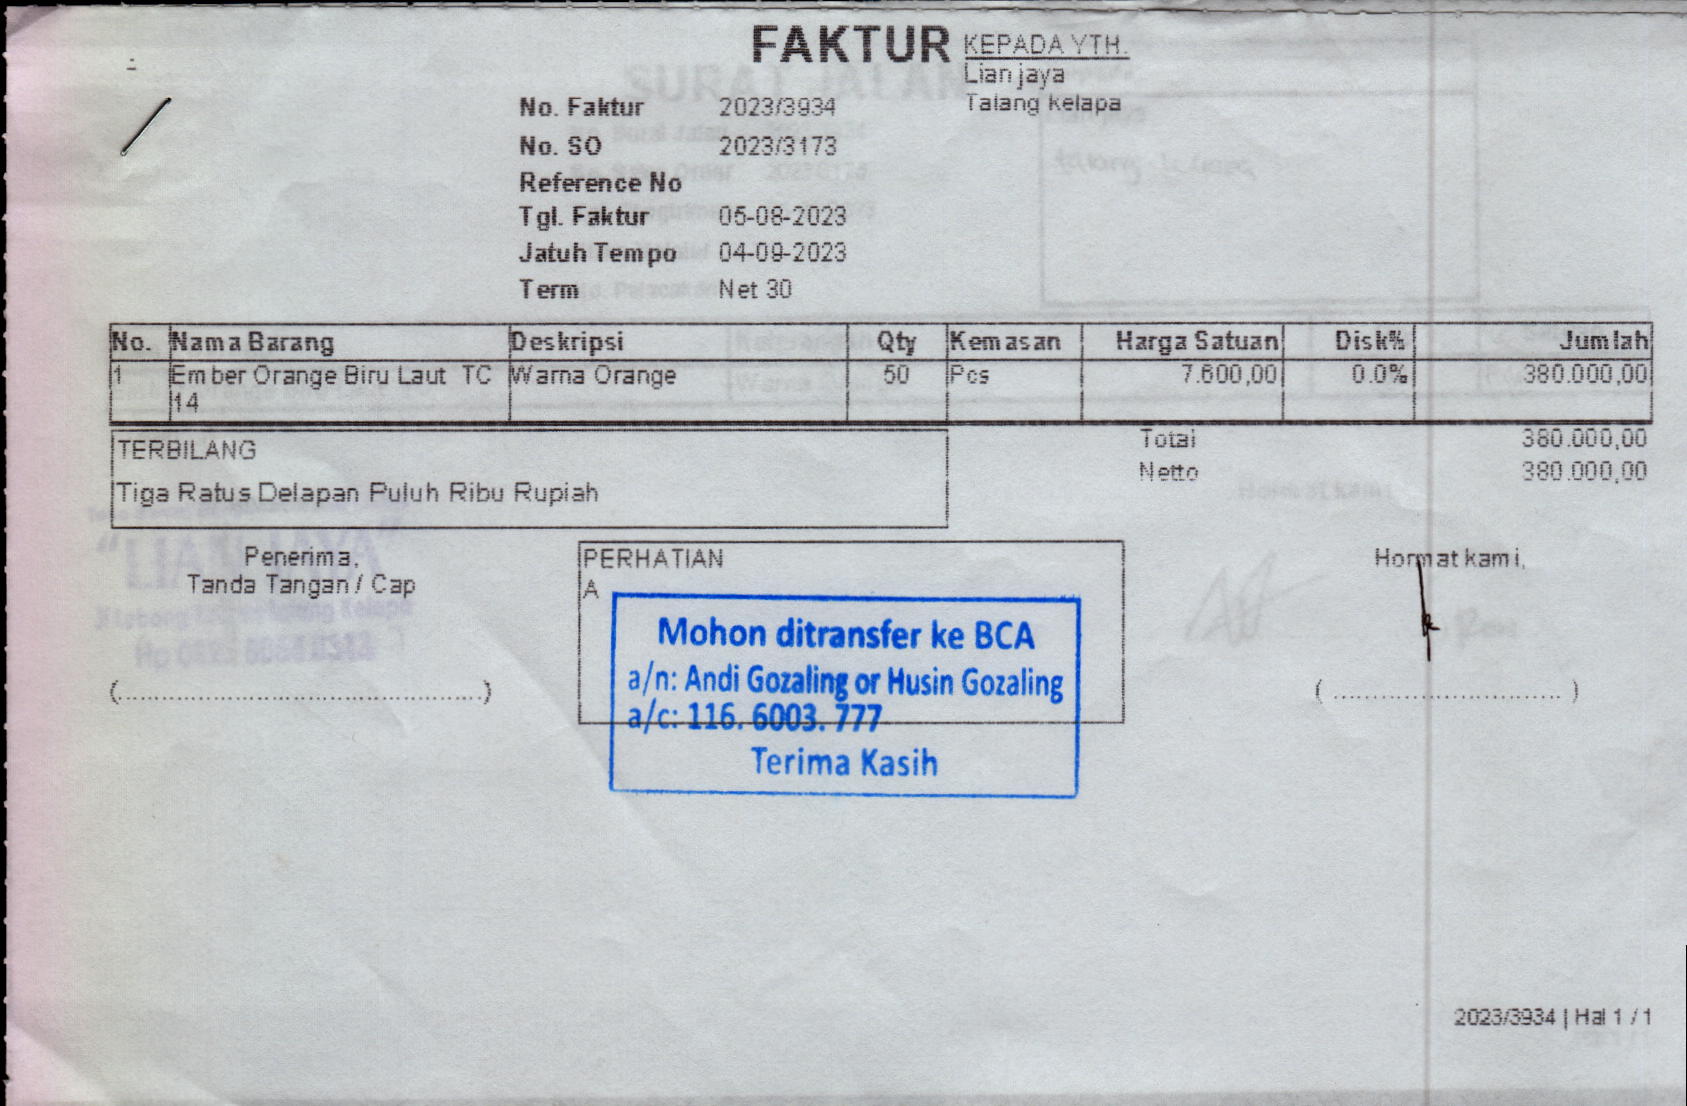 FAKTUR
KEPADA YTH.
Lian jaya
Talang kelapa
No. Faktur 2023/3934
No. SO 2023/3173
Reference No
Tgl. Faktur 05-08-2023
Jatuh Tempo 04-09-2023
Term Net 30
No. Nama Barang Deskripsi Qty Kemasan Harga Satuan Disk% Jumlah
1 Ember Orange Biru Laut TC Warna Orange 50 Pcs 7.600,00 0.0% 380.000,00
14
TERBILANG
Tiga Ratus Delapan Puluh Ribu Rupiah
Total 380.000,00
Netto 380.000,00
Penerima,
Tanda Tangan / Cap
(......................................)
PERHATIAN
A
Mohon ditransfer ke BCA
a/n: Andi Gozaling or Husin Gozaling
a/c: 116. 6003. 777
Terima Kasih
Hormat kami,
(..............................)
2023/3934 | Hal 1 / 1